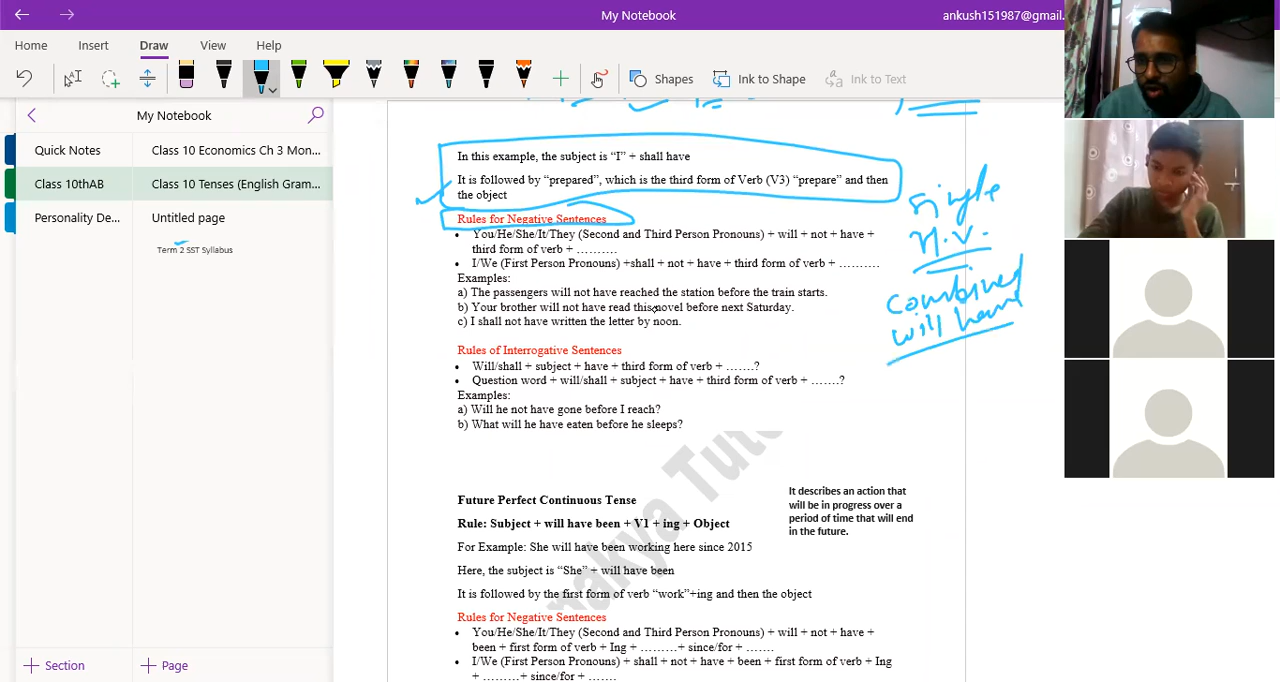 My Notebook
ankush151987@gmail.
Home Insert Draw View Help
Shapes Ink to Shape Ink to Text
My Notebook
Quick Notes
Class 10thAB
Personality De...
Class 10 Economics Ch 3 Mon...
Class 10 Tenses (English Gram...
Untitled page
Term 2 SST Syllabus
Section
Page
In this example, the subject is “I” + shall have
It is followed by “prepared”, which is the third form of Verb (V3) “prepare” and then
the object
Rules for Negative Sentences
• You/He/She/It/They (Second and Third Person Pronouns) + will + not + have +
third form of verb + ……….
• I/We (First Person Pronouns) +shall + not + have + third form of verb + ……….
Examples:
a) The passengers will not have reached the station before the train starts.
b) Your brother will not have read this novel before next Saturday.
c) I shall not have written the letter by noon.
Rules of Interrogative Sentences
• Will/shall + subject + have + third form of verb + …….?
• Question word + will/shall + subject + have + third form of verb + …….?
Examples:
a) Will he not have gone before I reach?
b) What will he have eaten before he sleeps?
single
H.V.
combined
will have
Future Perfect Continuous Tense
Rule: Subject + will have been + V1 + ing + Object
For Example: She will have been working here since 2015
Here, the subject is “She” + will have been
It is followed by the first form of verb “work”+ing and then the object
It describes an action that
will be in progress over a
period of time that will end
in the future.
Rules for Negative Sentences
• You/He/She/It/They (Second and Third Person Pronouns) + will + not + have +
been + first form of verb + Ing + ………+ since/for + …….
• I/We (First Person Pronouns) + shall + not + have + been + first form of verb + Ing
+ ………+ since/for + …….